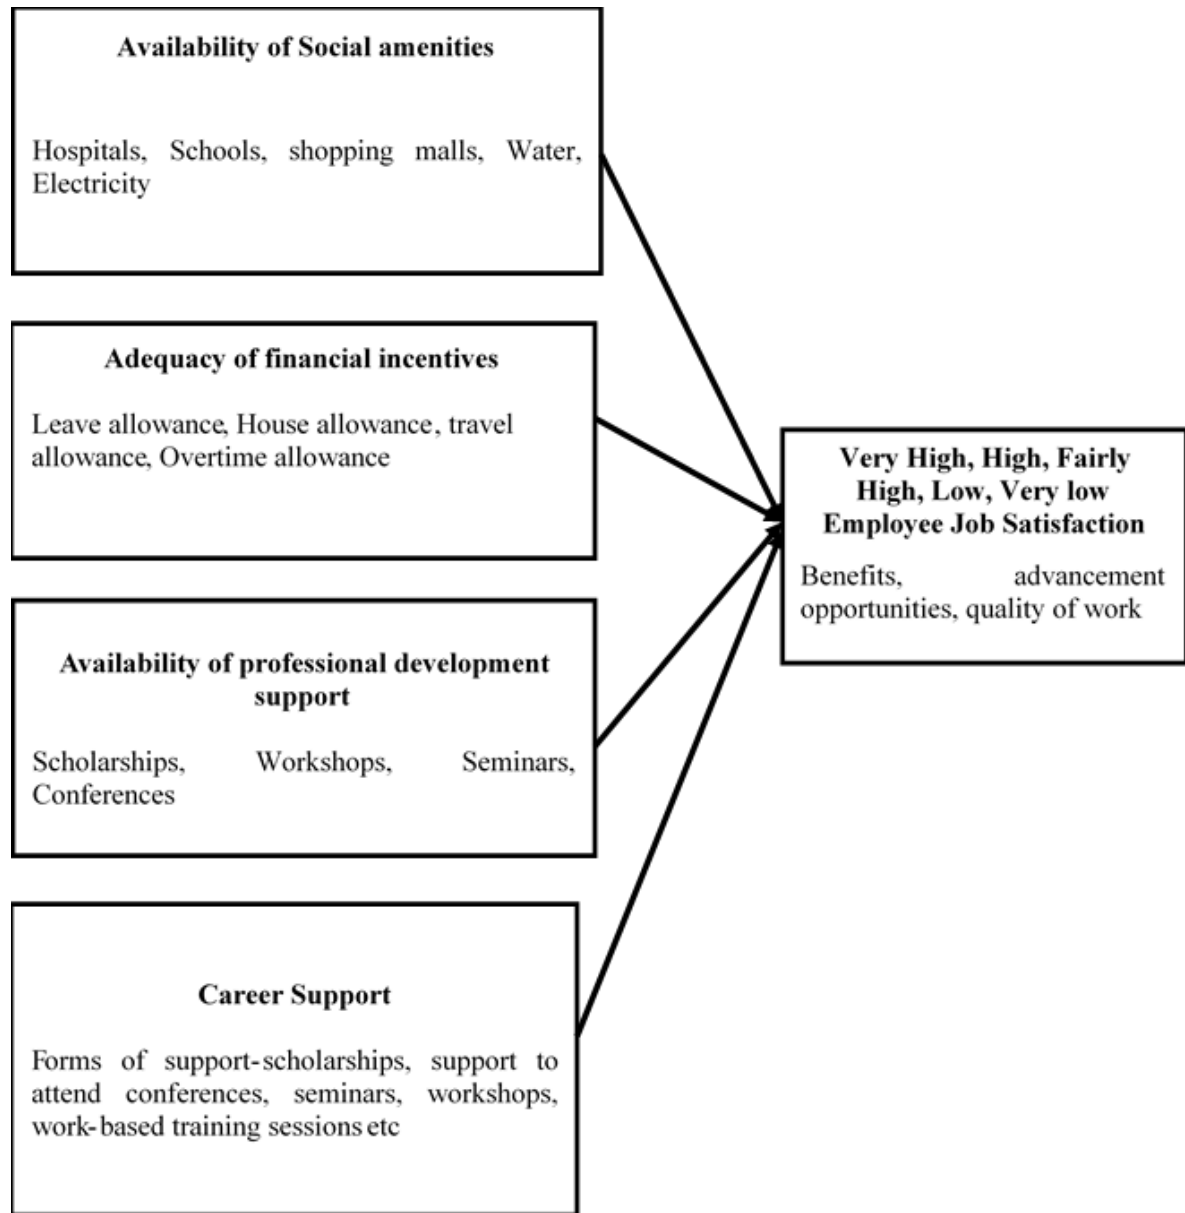 Availability of Social amenities
Hospitals, Schools, shopping malls, Water,
Electricity
Adequacy of financial incentives
Leave allowance, House allowance, travel
allowance, Overtime allowance
Availability of professional development
support
Scholarships, Workshops, Seminars,
Conferences
Career Support
Forms of support-scholarships, support to
attend conferences, seminars, workshops,
work-based training sessions etc
Very High, High, Fairly
High, Low, Very low
Employee Job Satisfaction
Benefits, advancement
opportunities, quality of work